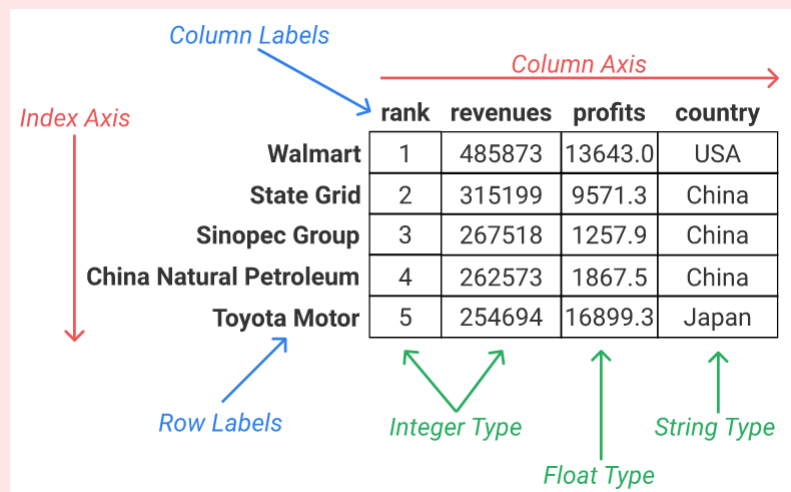 Column Labels
Column Axis
Index Axis
rank revenues profits country
Walmart 1 485873 13643.0 USA
State Grid 2 315199 9571.3 China
Sinopec Group 3 267518 1257.9 China
China Natural Petroleum 4 262573 1867.5 China
Toyota Motor 5 254694 16899.3 Japan
Row Labels
Integer Type
String Type
Float Type